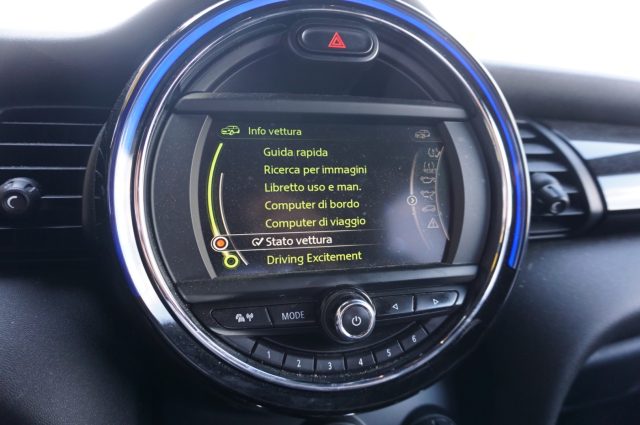 Info vettura
Guida rapida
Ricerca per immagini
Libretto uso e man.
Computer di bordo
Computer di viaggio
Stato vettura
Driving Excitement
MODE
1 2 3 4 5 6